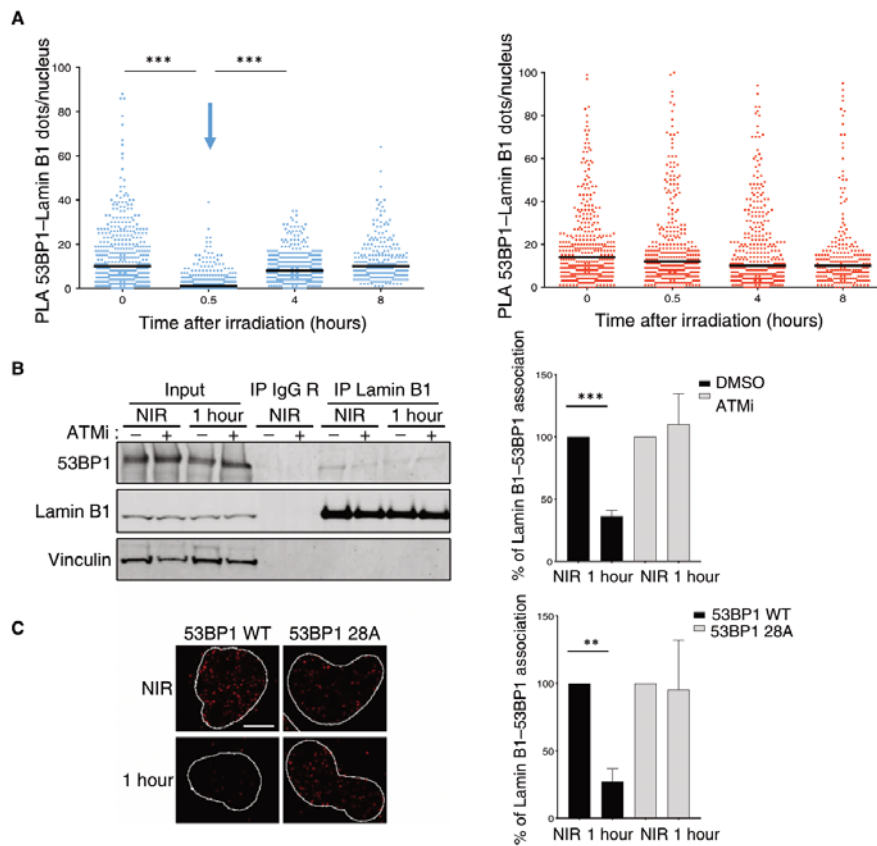 A
*** ***
PLA 53BP1–Lamin B1 dots/nucleus
100
80
60
40
20
0
0 0.5 4 8
Time after irradiation (hours)
PLA 53BP1–Lamin B1 dots/nucleus
100
80
60
40
20
0
0 0.5 4 8
Time after irradiation (hours)
B
Input IP IgG R IP Lamin B1
NIR 1 hour NIR NIR 1 hour
ATMi : − + − + − + − + − +
53BP1
Lamin B1
Vinculin
% of Lamin B1–53BP1 association
150
100
50
0
***
DMSO
ATMi
NIR 1 hour NIR 1 hour
C
53BP1 WT 53BP1 28A
NIR
1 hour
% of Lamin B1–53BP1 association
150
100
50
0
**
53BP1 WT
53BP1 28A
NIR 1 hour NIR 1 hour